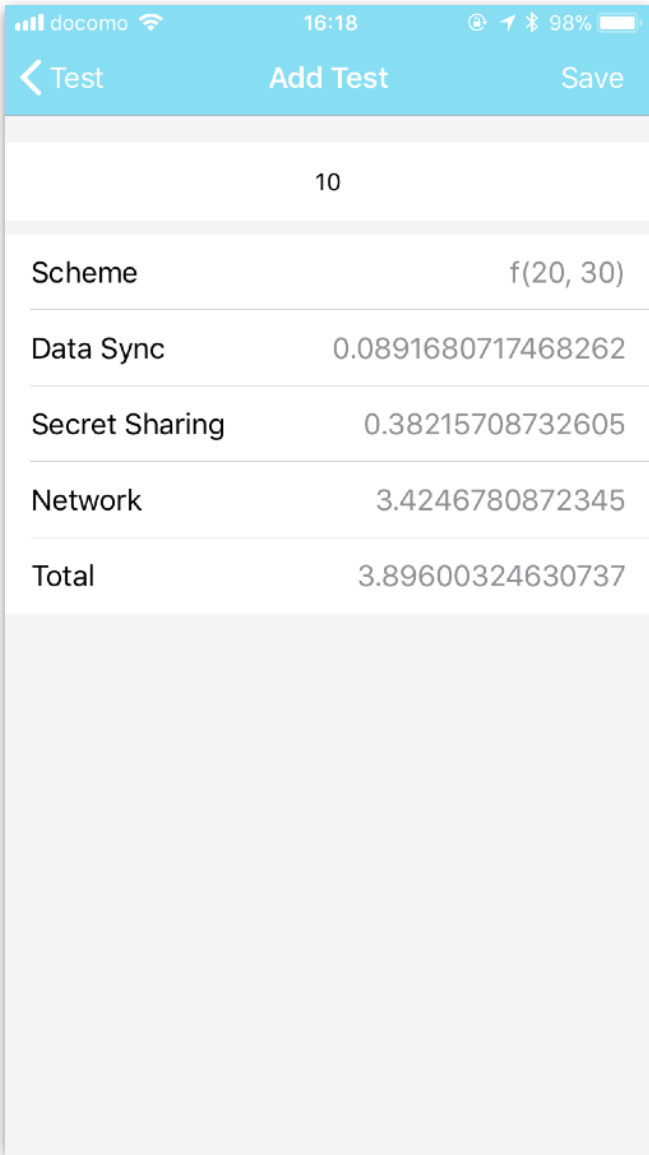 docomo 16:18 98%
Test Add Test Save
10
Scheme f(20, 30)
Data Sync 0.0891680717468262
Secret Sharing 0.38215708732605
Network 3.4246780872345
Total 3.89600324630737